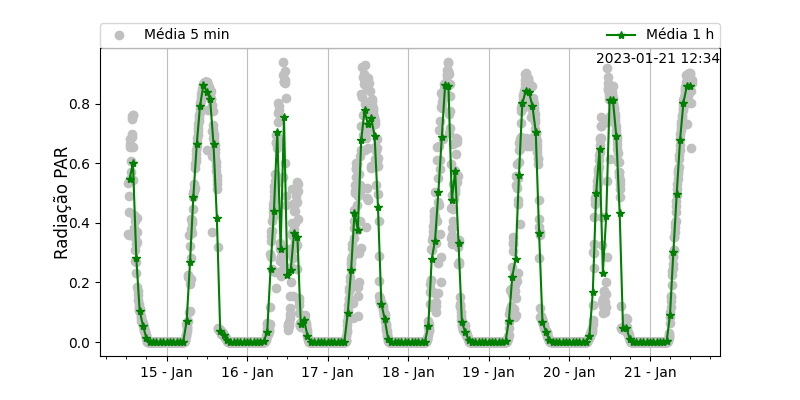 Média 5 min
Média 1 h
2023-01-21 12:34
Radiação PAR
0.8
0.6
0.4
0.2
0.0
15 - Jan
16 - Jan
17 - Jan
18 - Jan
19 - Jan
20 - Jan
21 - Jan